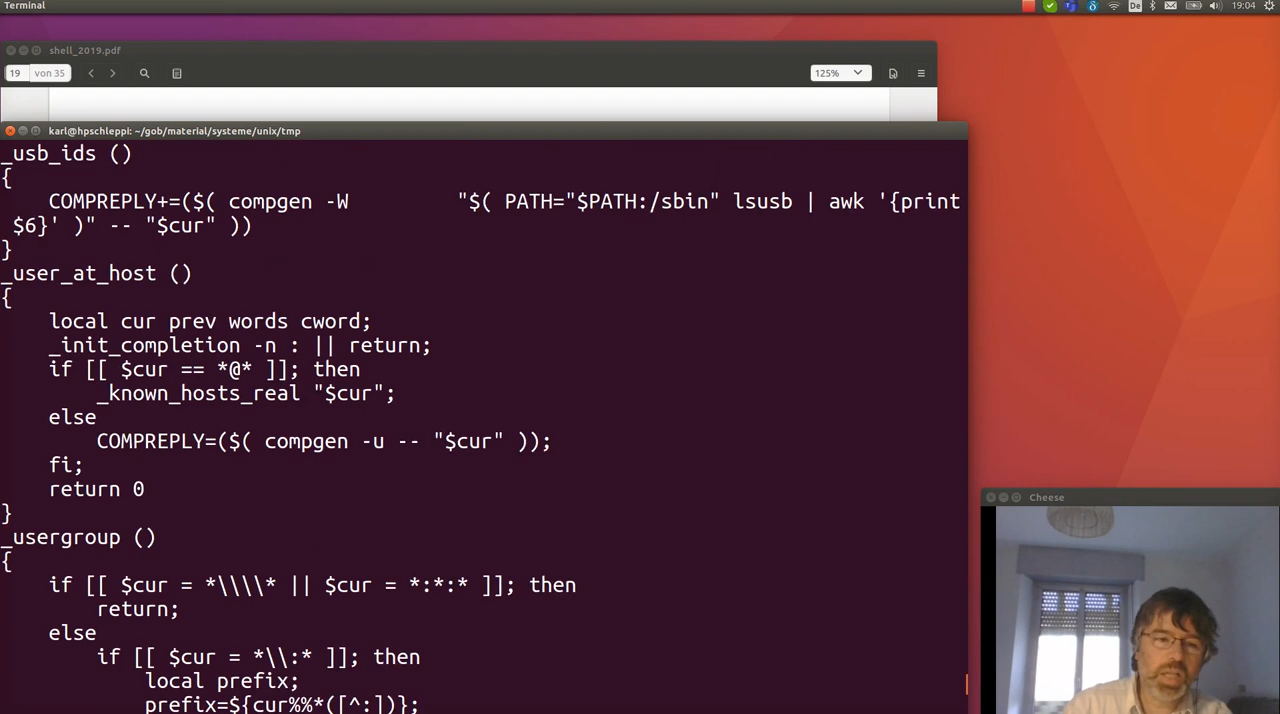 Terminal
De
19:04
shell_2019.pdf
19 von 35
125%
karl@hpschleppi: ~/gob/material/systeme/unix/tmp
_usb_ids ()
{
    COMPREPLY+=($( compgen -W         "$( PATH="$PATH:/sbin" lsusb | awk '{print
 $6}' )" -- "$cur" ))
}
_user_at_host ()
{
    local cur prev words cword;
    _init_completion -n : || return;
    if [[ $cur == *@* ]]; then
        _known_hosts_real "$cur";
    else
        COMPREPLY=($( compgen -u -- "$cur" ));
    fi;
    return 0
}
_usergroup ()
{
    if [[ $cur = *\\\\* || $cur = *:*:* ]]; then
        return;
    else
        if [[ $cur = *\\:* ]]; then
            local prefix;
            prefix=${cur%%*([^:])};
Cheese